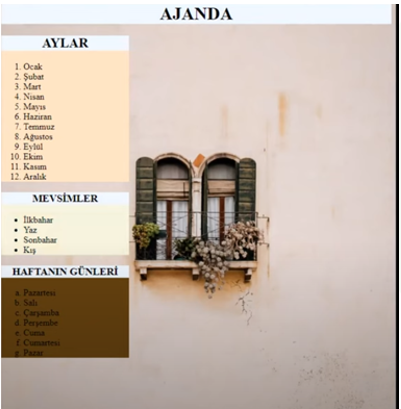 AJANDA
AYLAR
1. Ocak
2. Şubat
3. Mart
4. Nisan
5. Mayıs
6. Haziran
7. Temmuz
8. Ağustos
9. Eylül
10. Ekim
11. Kasım
12. Aralık
MEVSİMLER
• İlkbahar
• Yaz
• Sonbahar
• Kış
HAFTANIN GÜNLERİ
a. Pazartesi
b. Salı
c. Çarşamba
d. Perşembe
e. Cuma
f. Cumartesi
g. Pazar